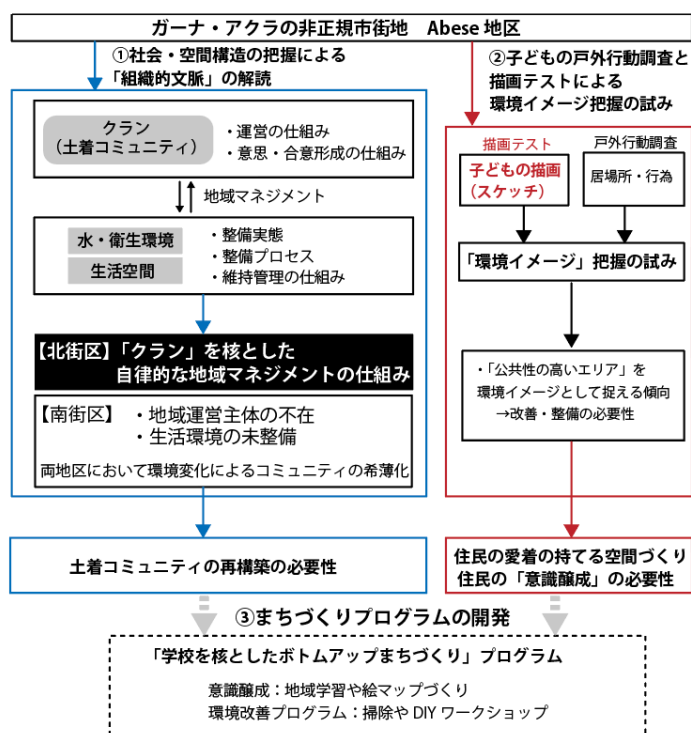 ガーナ・アクラの非正規市街地　Abese 地区
①社会・空間構造の把握による
「組織的文脈」の解読
クラン
（土着コミュニティ）
・運営の仕組み
・意思・合意形成の仕組み
地域マネジメント
水・衛生環境
生活空間
・整備実態
・整備プロセス
・維持管理の仕組み
【北街区】「クラン」を核とした
自律的な地域マネジメントの仕組み
【南街区】　・地域運営主体の不在
・生活環境の未整備
両地区において環境変化によるコミュニティの希薄化
土着コミュニティの再構築の必要性
②子どもの戸外行動調査と
描画テストによる
環境イメージ把握の試み
描画テスト
子どもの描画
（スケッチ）
戸外行動調査
居場所・行為
「環境イメージ」把握の試み
・「公共性の高いエリア」を
環境イメージとして捉える傾向
→改善・整備の必要性
住民の愛着の持てる空間づくり
住民の「意識醸成」の必要性
③まちづくりプログラムの開発
「学校を核としたボトムアップまちづくり」プログラム
意識醸成：地域学習や絵マップづくり
環境改善プログラム：掃除や DIY ワークショップ